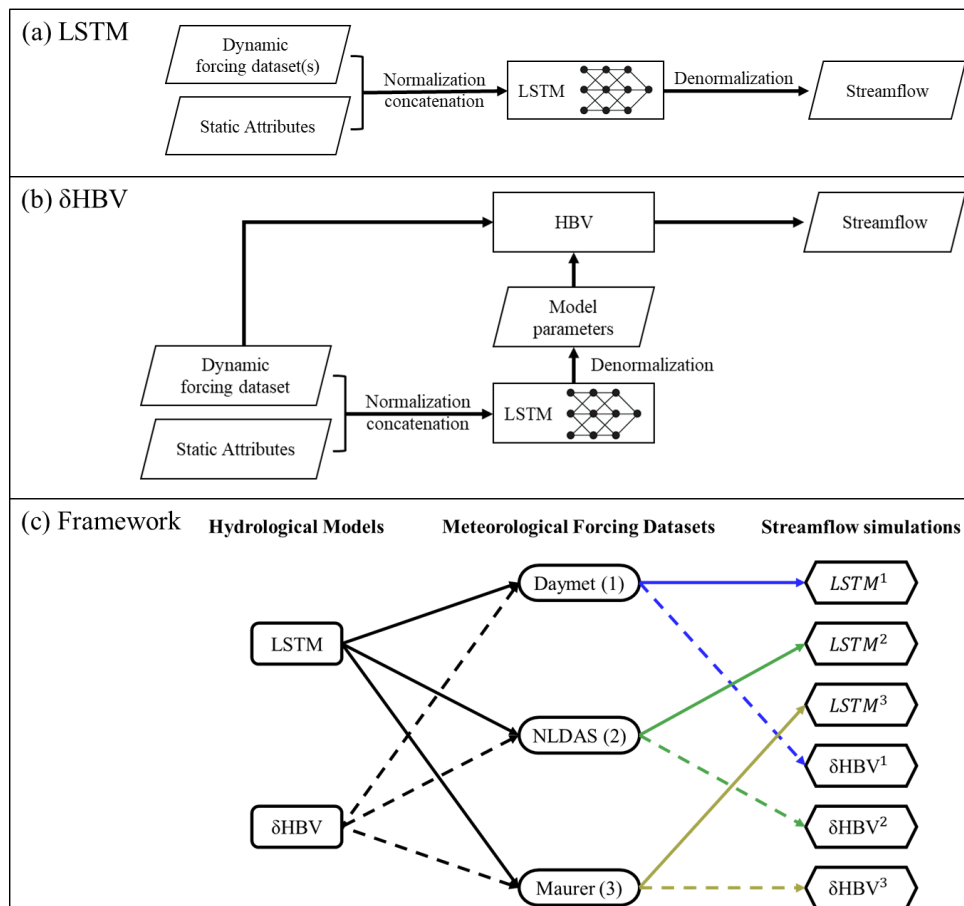 (a) LSTM
Dynamic
forcing dataset(s)
Static Attributes
Normalization
concatenation
LSTM
Denormalization
Streamflow
(b) δHBV
HBV
Streamflow
Model
parameters
Denormalization
Dynamic
forcing dataset
Static Attributes
Normalization
concatenation
LSTM
(c) Framework
Hydrological Models
Meteorological Forcing Datasets
Streamflow simulations
LSTM
δHBV
Daymet (1)
NLDAS (2)
Maurer (3)
LSTM¹
LSTM²
LSTM³
δHBV¹
δHBV²
δHBV³